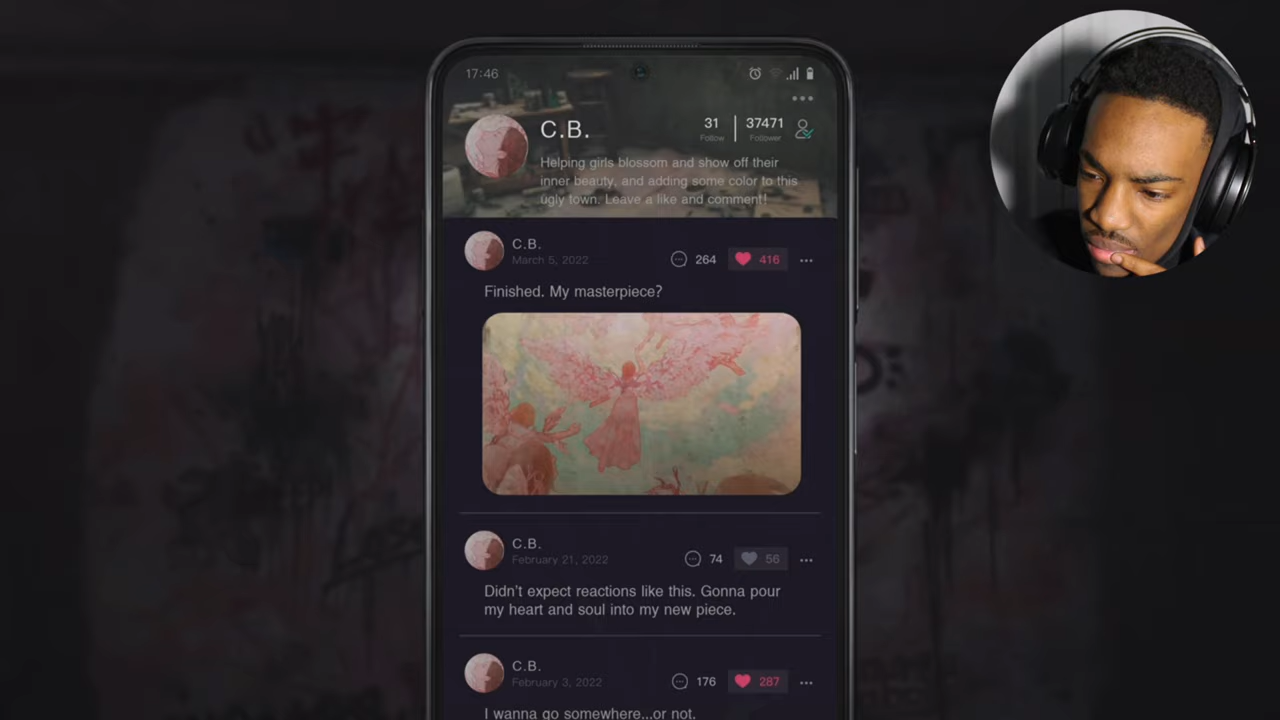 17:46
C.B.
31
Follow
37471
Follower
Helping girls blossom and show off their
inner beauty, and adding some color to this
ugly town. Leave a like and comment!
C.B.
March 5, 2022
264
416
Finished. My masterpiece?
C.B.
February 21, 2022
74
56
Didn't expect reactions like this. Gonna pour
my heart and soul into my new piece.
C.B.
February 3, 2022
176
287
I wanna go somewhere...or not.